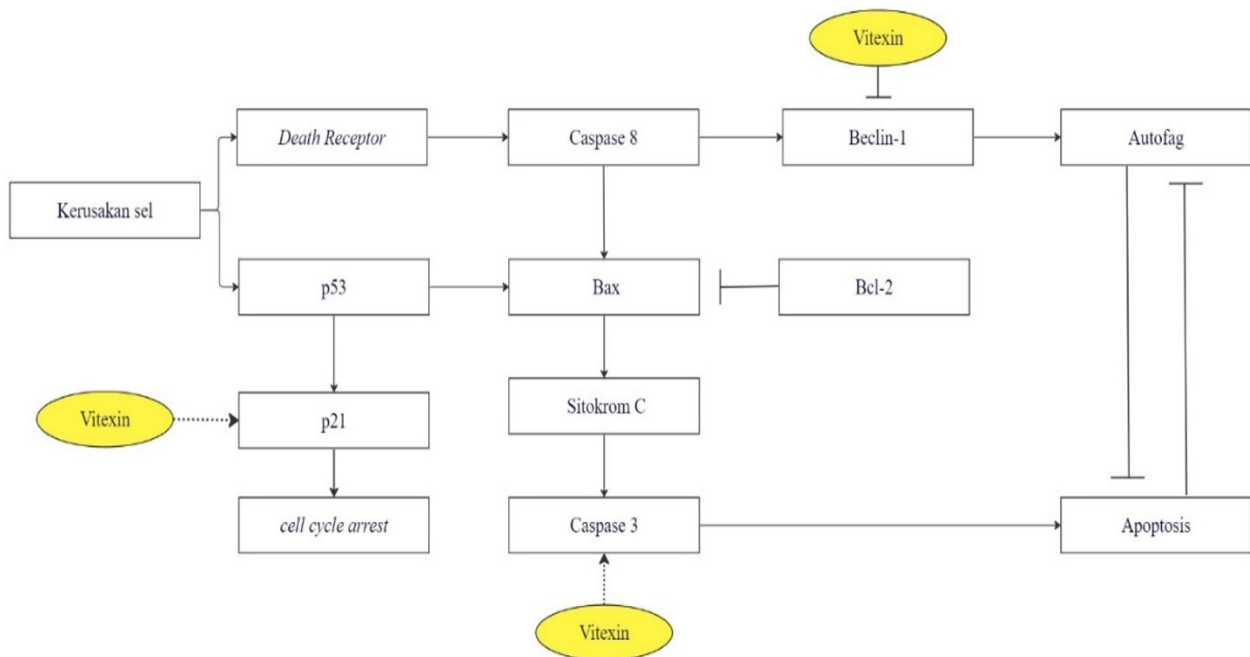 Vitexin
Death Receptor
Caspase 8
Beclin-1
Autofag
Kerusakan sel
p53
Bax
Bcl-2
Vitexin
p21
Sitokrom C
cell cycle arrest
Caspase 3
Apoptosis
Vitexin